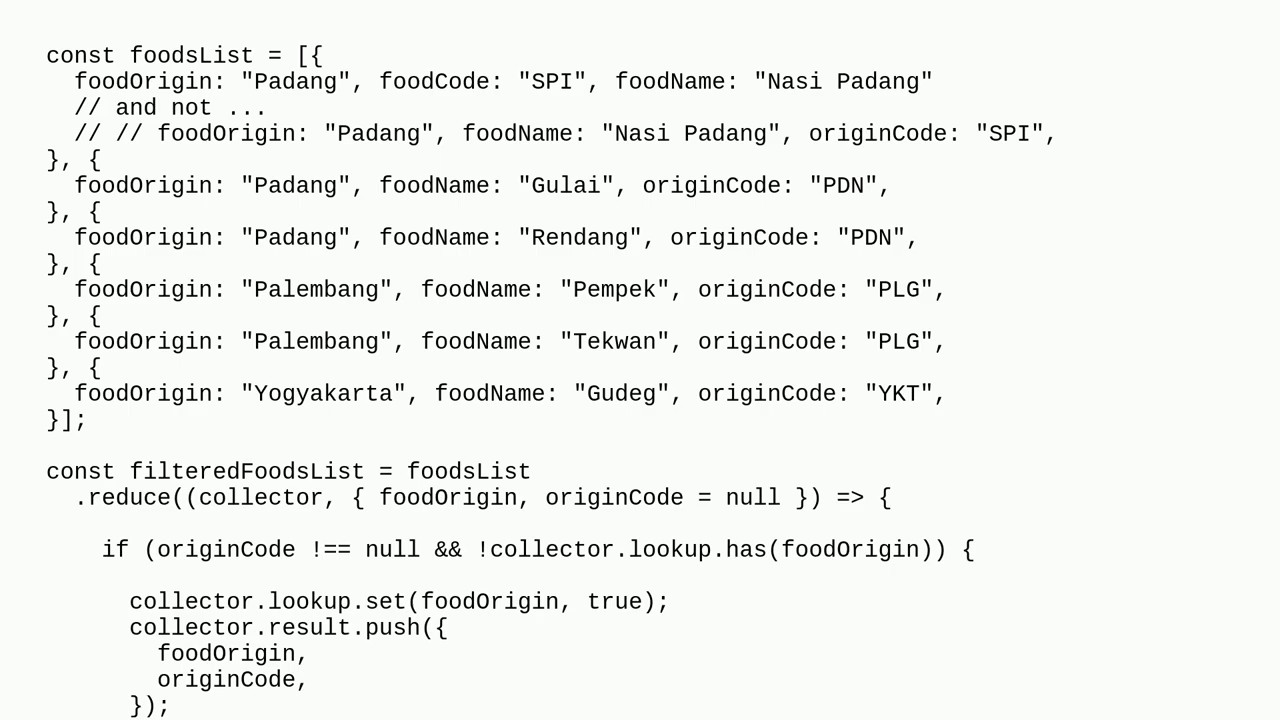 const foodsList = [{
  foodOrigin: "Padang", foodCode: "SPI", foodName: "Nasi Padang"
  // and not ...
  // // foodOrigin: "Padang", foodName: "Nasi Padang", originCode: "SPI",
}, {
  foodOrigin: "Padang", foodName: "Gulai", originCode: "PDN",
}, {
  foodOrigin: "Padang", foodName: "Rendang", originCode: "PDN",
}, {
  foodOrigin: "Palembang", foodName: "Pempek", originCode: "PLG",
}, {
  foodOrigin: "Palembang", foodName: "Tekwan", originCode: "PLG",
}, {
  foodOrigin: "Yogyakarta", foodName: "Gudeg", originCode: "YKT",
}];

const filteredFoodsList = foodsList
  .reduce((collector, { foodOrigin, originCode = null }) => {

    if (originCode !== null && !collector.lookup.has(foodOrigin)) {

      collector.lookup.set(foodOrigin, true);
      collector.result.push({
        foodOrigin,
        originCode,
      });